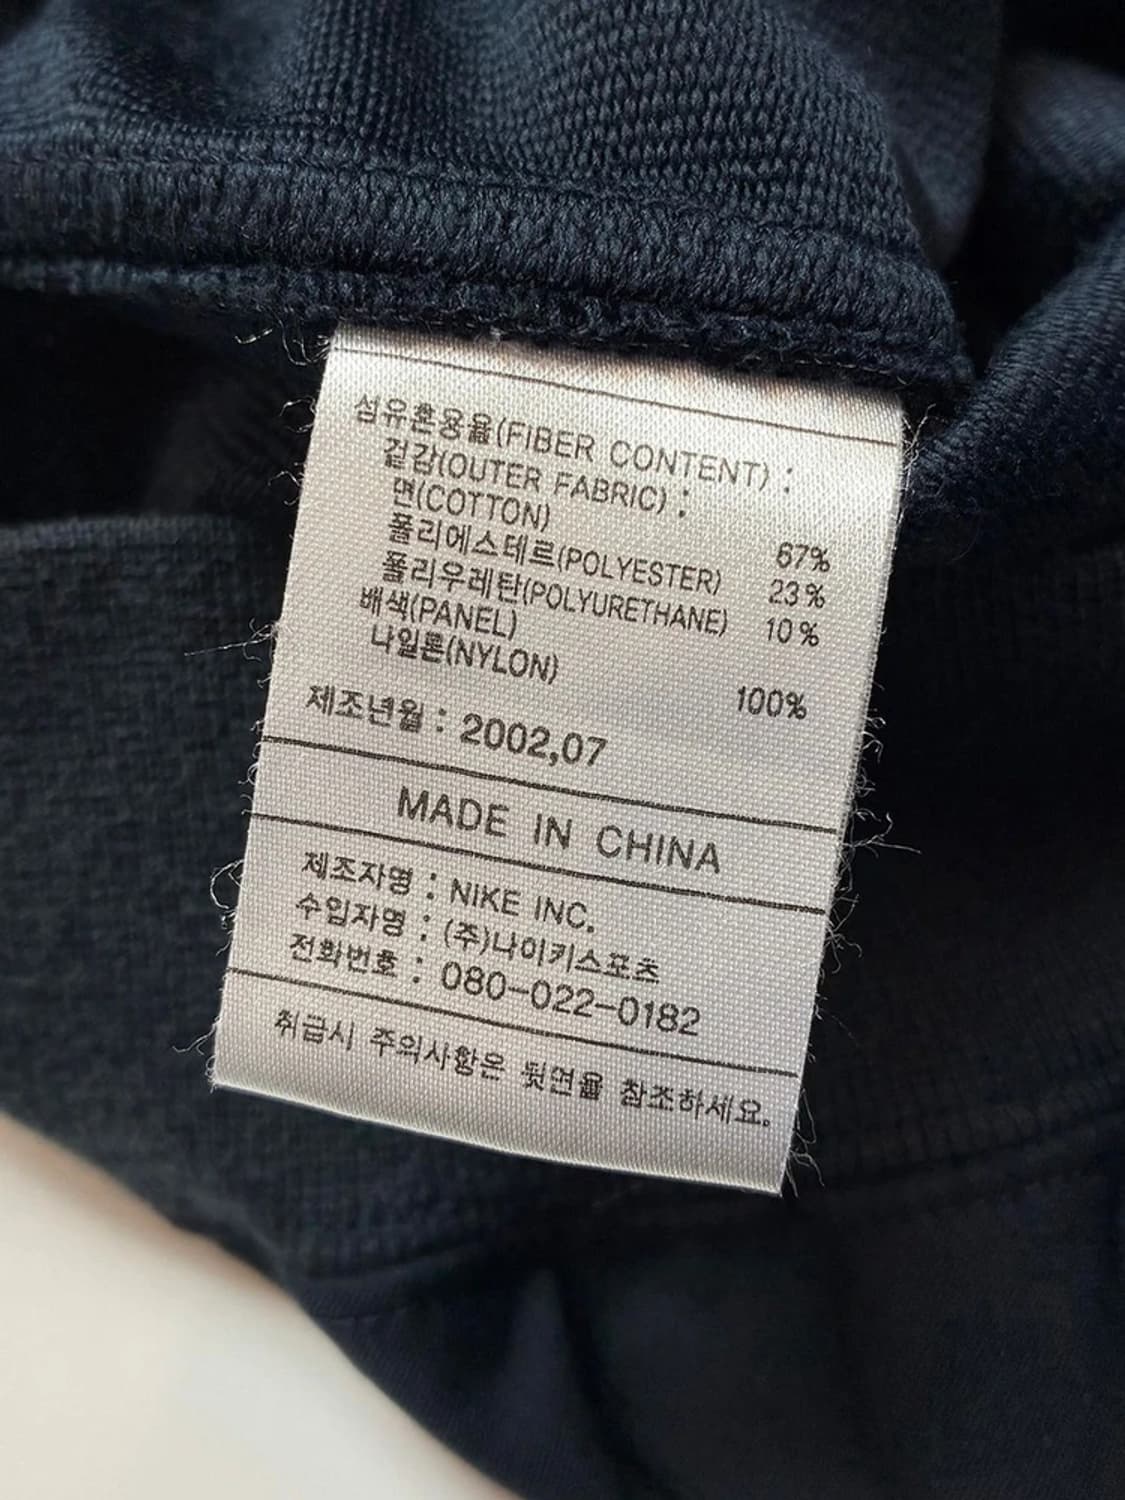 섬유혼용율(FIBER CONTENT) :
겉감(OUTER FABRIC) :
면(COTTON) 67%
폴리에스테르(POLYESTER) 23%
폴리우레탄(POLYURETHANE) 10%
배색(PANEL)
나일론(NYLON) 100%
제조년월 : 2002,07
MADE IN CHINA
제조자명 : NIKE INC.
수입자명 : (주)나이키스포츠
전화번호 : 080-022-0182
취급시 주의사항은 뒷면을 참조하세요.